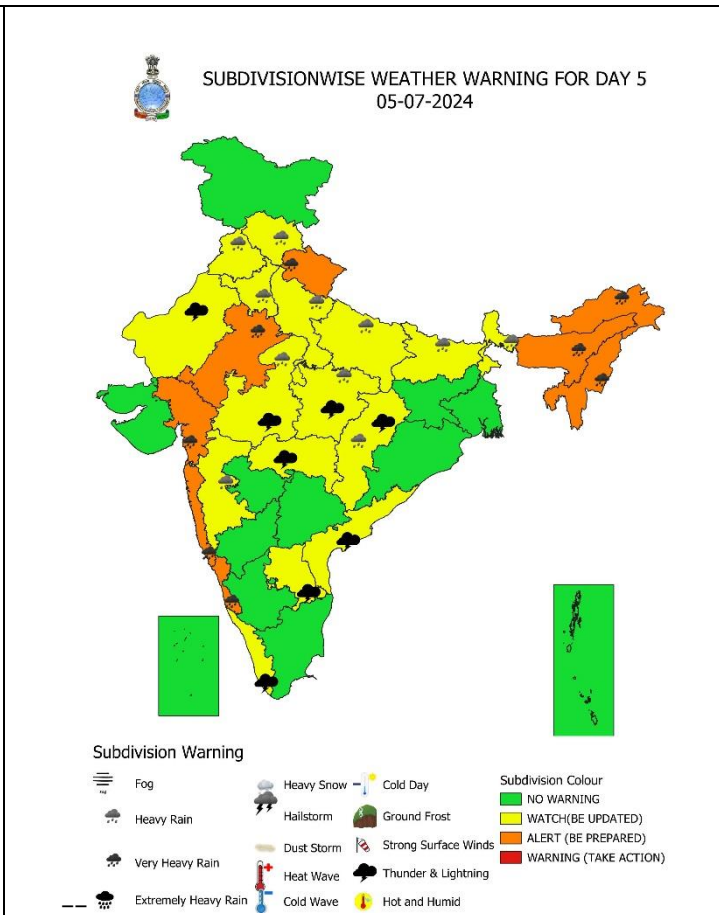 SUBDIVISIONWISE WEATHER WARNING FOR DAY 5
05-07-2024
Subdivision Warning
Fog
Heavy Rain
Very Heavy Rain
Extremely Heavy Rain
Heavy Snow
Hailstorm
Dust Storm
Heat Wave
Cold Wave
Cold Day
Ground Frost
Strong Surface Winds
Thunder & Lightning
Hot and Humid
Subdivision Colour
NO WARNING
WATCH(BE UPDATED)
ALERT (BE PREPARED)
WARNING (TAKE ACTION)